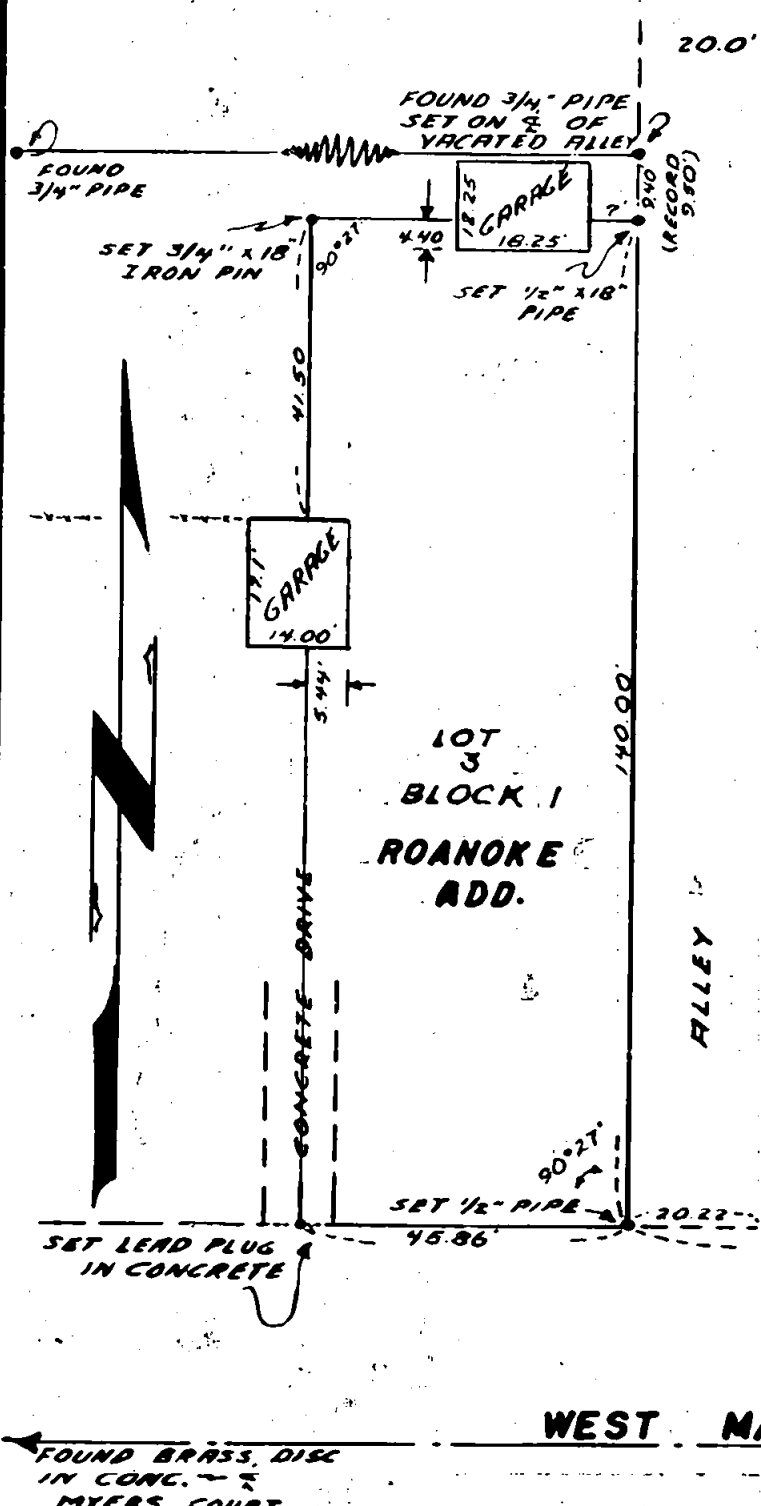 20.0'
FOUND 3/4" PIPE
SET ON ℄ OF
VACATED ALLEY
FOUND
3/4" PIPE
9.40
(RECORD
9.50')
18.25
GARAGE
18.25'
7'
4.40
SET 3/4" x 18"
IRON PIN
90°27'
SET 1/2" x 18"
PIPE
41.50
GARAGE
14.00'
5.44'
140.00'
LOT
3
BLOCK 1
ROANOKE
ADD.
CONCRETE DRIVE
ALLEY
90°27'
SET 1/2" PIPE
20.22
SET LEAD PLUG
IN CONCRETE
45.86'
WEST MA
FOUND BRASS DISC
IN CONC. ~ ℄
MYERS COURT